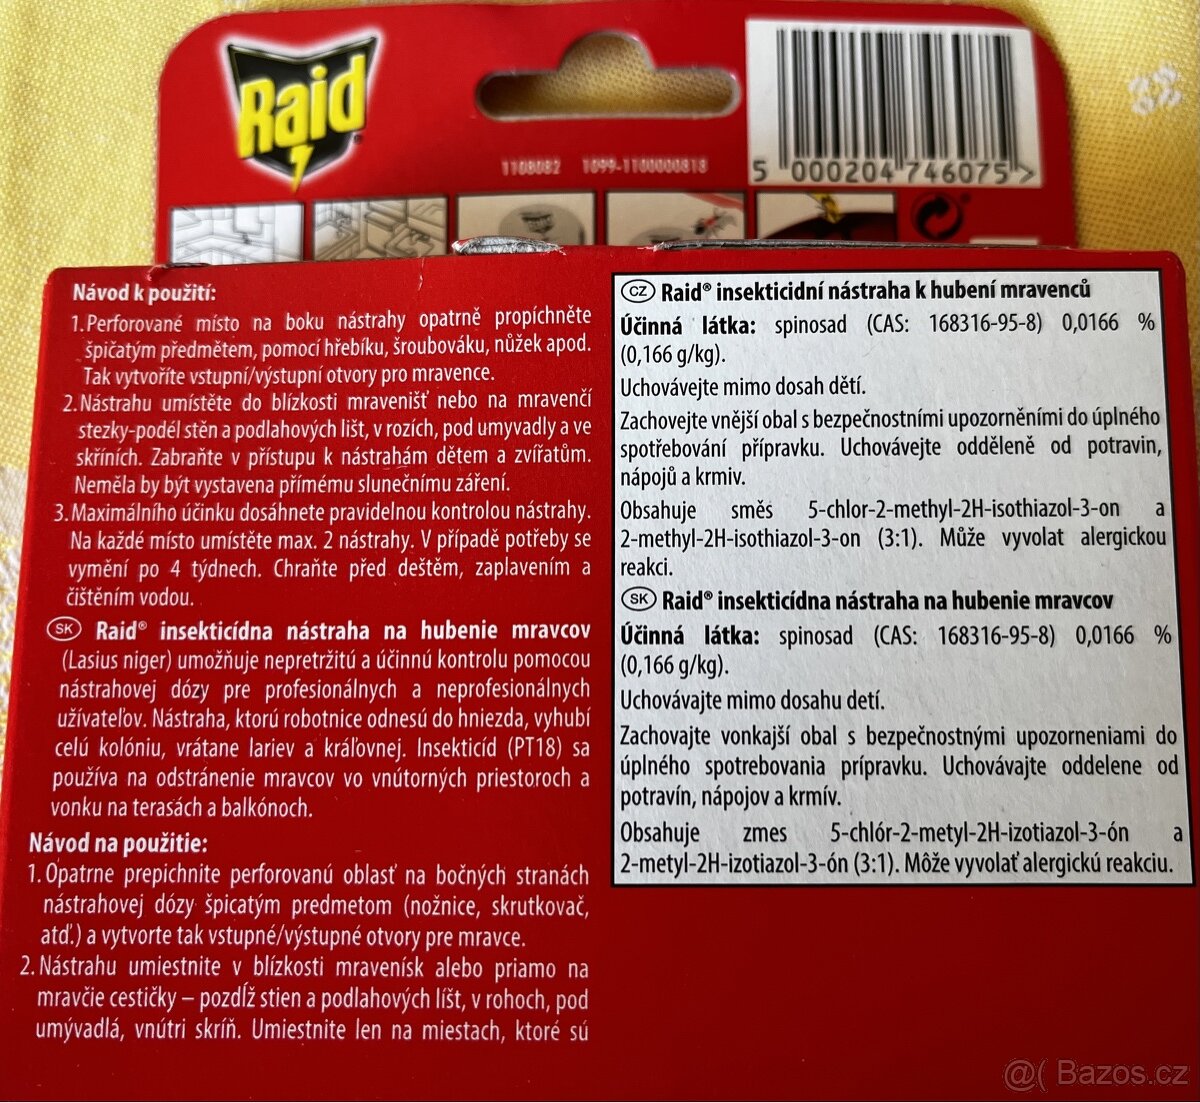 Raid®
1108082 1099-1100000818
5 000204 746075 >
Návod k použití:
1. Perforované místo na boku nástrahy opatrně propíchněte
špičatým předmětem, pomocí hřebíku, šroubováku, nůžek apod.
Tak vytvoříte vstupní/výstupní otvory pro mravence.
2. Nástrahu umístěte do blízkosti mravenišť nebo na mravenčí
stezky-podél stěn a podlahových lišt, v rozích, pod umyvadly a ve
skříních. Zabraňte v přístupu k nástrahám dětem a zvířatům.
Neměla by být vystavena přímému slunečnímu záření.
3. Maximálního účinku dosáhnete pravidelnou kontrolou nástrahy.
Na každé místo umístěte max. 2 nástrahy. V případě potřeby se
vymění po 4 týdnech. Chraňte před deštěm, zaplavením a
čištěním vodou.
SK Raid® insekticídna nástraha na hubenie mravcov
(Lasius niger) umožňuje nepretržitú a účinnú kontrolu pomocou
nástrahovej dózy pre profesionálnych a neprofesionálnych
užívateľov. Nástraha, ktorú robotnice odnesú do hniezda, vyhubí
celú kolóniu, vrátane lariev a kráľovnej. Insekticíd (PT18) sa
používa na odstránenie mravcov vo vnútorných priestoroch a
vonku na terasách a balkónoch.
Návod na použitie:
1. Opatrne prepichnite perforovanú oblasť na bočných stranách
nástrahovej dózy špicatým predmetom (nožnice, skrutkovač,
atď.) a vytvorte tak vstupné/výstupné otvory pre mravce.
2. Nástrahu umiestnite v blízkosti mravenísk alebo priamo na
mravčie cestičky – pozdĺž stien a podlahových líšt, v rohoch, pod
umývadlá, vnútri skríň. Umiestnite len na miestach, ktoré sú
CZ Raid® insekticidní nástraha k hubení mravenců
Účinná látka: spinosad (CAS: 168316-95-8) 0,0166 %
(0,166 g/kg).
Uchovávejte mimo dosah dětí.
Zachovejte vnější obal s bezpečnostními upozorněními do úplného
spotřebování přípravku. Uchovávejte odděleně od potravin,
nápojů a krmiv.
Obsahuje směs 5-chlor-2-methyl-2H-isothiazol-3-on a
2-methyl-2H-isothiazol-3-on (3:1). Může vyvolat alergickou
reakci.
SK Raid® insekticídna nástraha na hubenie mravcov
Účinná látka: spinosad (CAS: 168316-95-8) 0,0166 %
(0,166 g/kg).
Uchovávajte mimo dosahu detí.
Zachovajte vonkajší obal s bezpečnostnými upozorneniami do
úplného spotrebovania prípravku. Uchovávajte oddelene od
potravín, nápojov a krmív.
Obsahuje zmes 5-chlór-2-metyl-2H-izotiazol-3-ón a
2-metyl-2H-izotiazol-3-ón (3:1). Môže vyvolať alergickú reakciu.
@( Bazos.cz